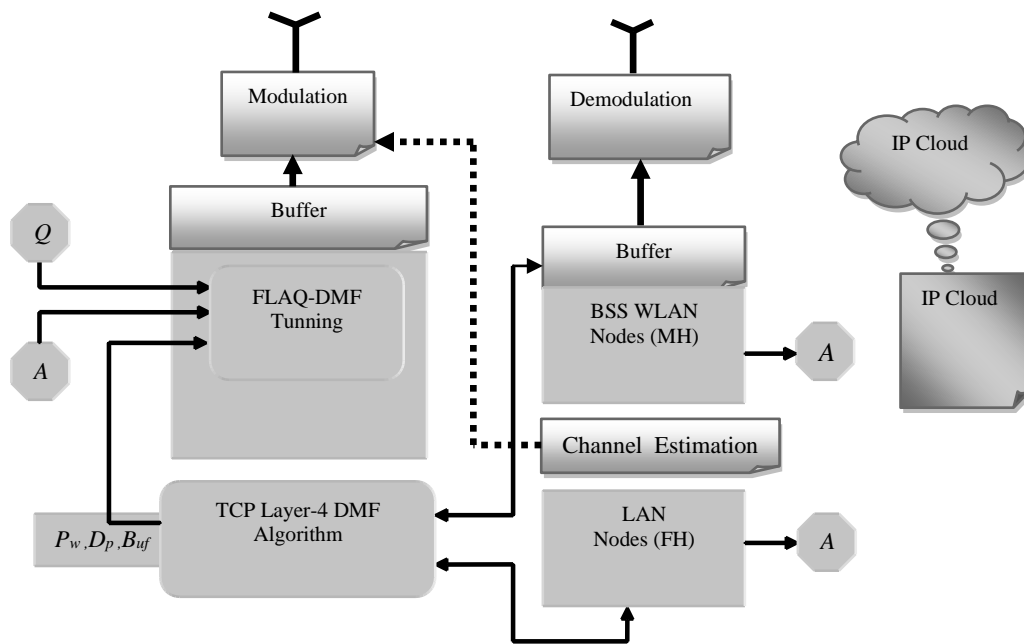 Modulation
Demodulation
IP Cloud
Buffer
Q
Buffer
FLAQ-DMF
Tunning
IP Cloud
BSS WLAN
Nodes (MH)
A
A
Channel Estimation
TCP Layer-4 DMF
Algorithm
LAN
Nodes (FH)
Pw ,Dp ,Buf
A